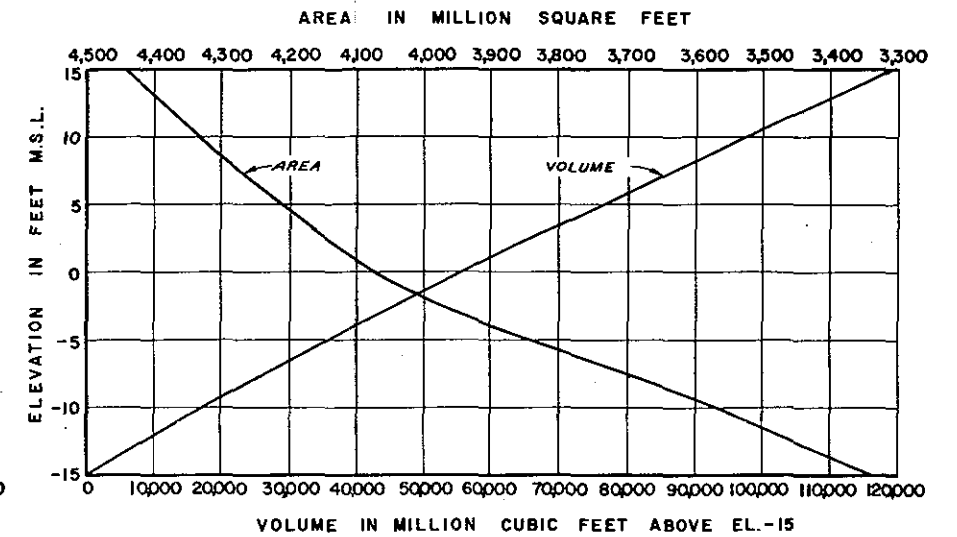 AREA IN MILLION SQUARE FEET
4,500 4,400 4,300 4,200 4,100 4,000 3,900 3,800 3,700 3,600 3,500 3,400 3,300
ELEVATION IN FEET M.S.L.
15
10
5
0
-5
-10
-15
AREA
VOLUME
0 10,000 20,000 30,000 40,000 50,000 60,000 70,000 80,000 90,000 100,000 110,000 120,000
VOLUME IN MILLION CUBIC FEET ABOVE EL.-15